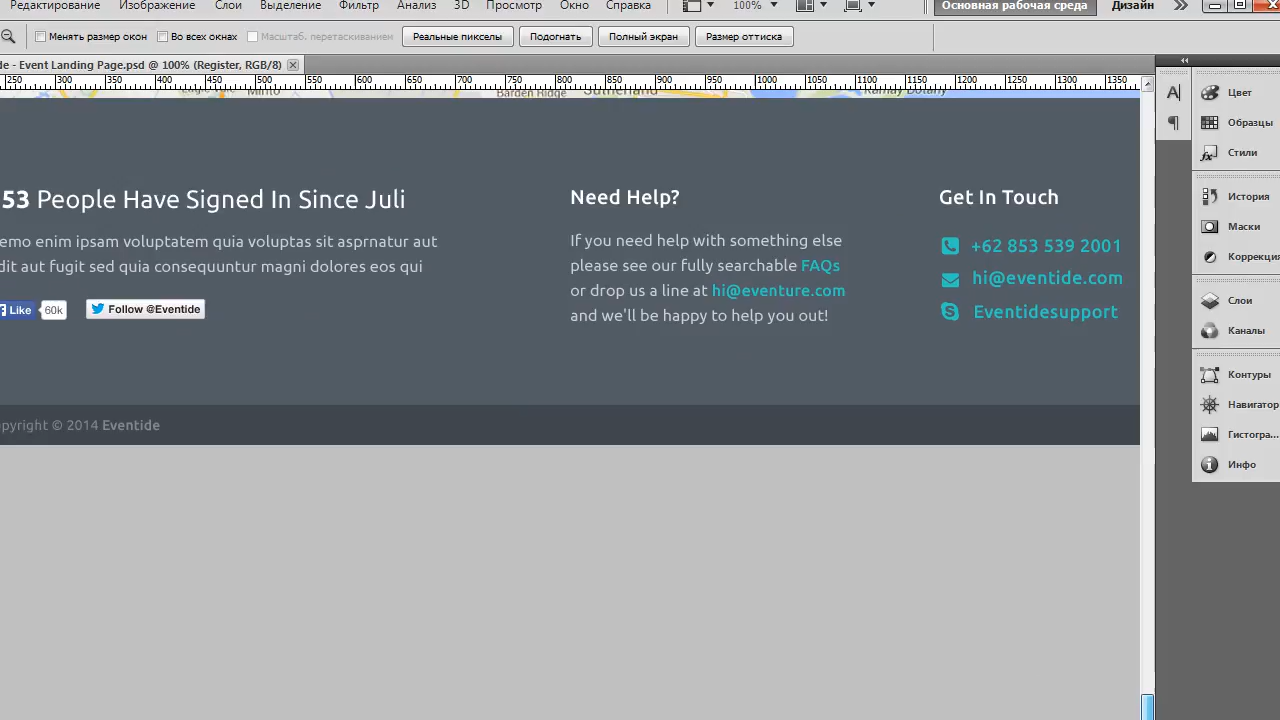 Редактирование Изображение Слои Выделение Фильтр Анализ 3D Просмотр Окно Справка 100% Основная рабочая среда Дизайн
Менять размер окон Во всех окнах Масштаб. перетаскиванием Реальные пикселы Подогнать Полный экран Размер оттиска
de - Event Landing Page.psd @ 100% (Register, RGB/8)
250 300 350 400 450 500 550 600 650 700 750 800 850 900 950 1000 1050 1100 1150 1200 1250 1300 1350
Minto Barden Ridge Sutherland
53 People Have Signed In Since Juli
emo enim ipsam voluptatem quia voluptas sit asprnatur aut
dit aut fugit sed quia consequuntur magni dolores eos qui
Like 60k Follow @Eventide
Need Help?
If you need help with something else
please see our fully searchable FAQs
or drop us a line at hi@eventure.com
and we'll be happy to help you out!
Get In Touch
+62 853 539 2001
hi@eventide.com
Eventidesupport
opyright © 2014 Eventide
Цвет
Образцы
Стили
История
Маски
Коррекция
Слои
Каналы
Контуры
Навигатор
Гистогра...
Инфо